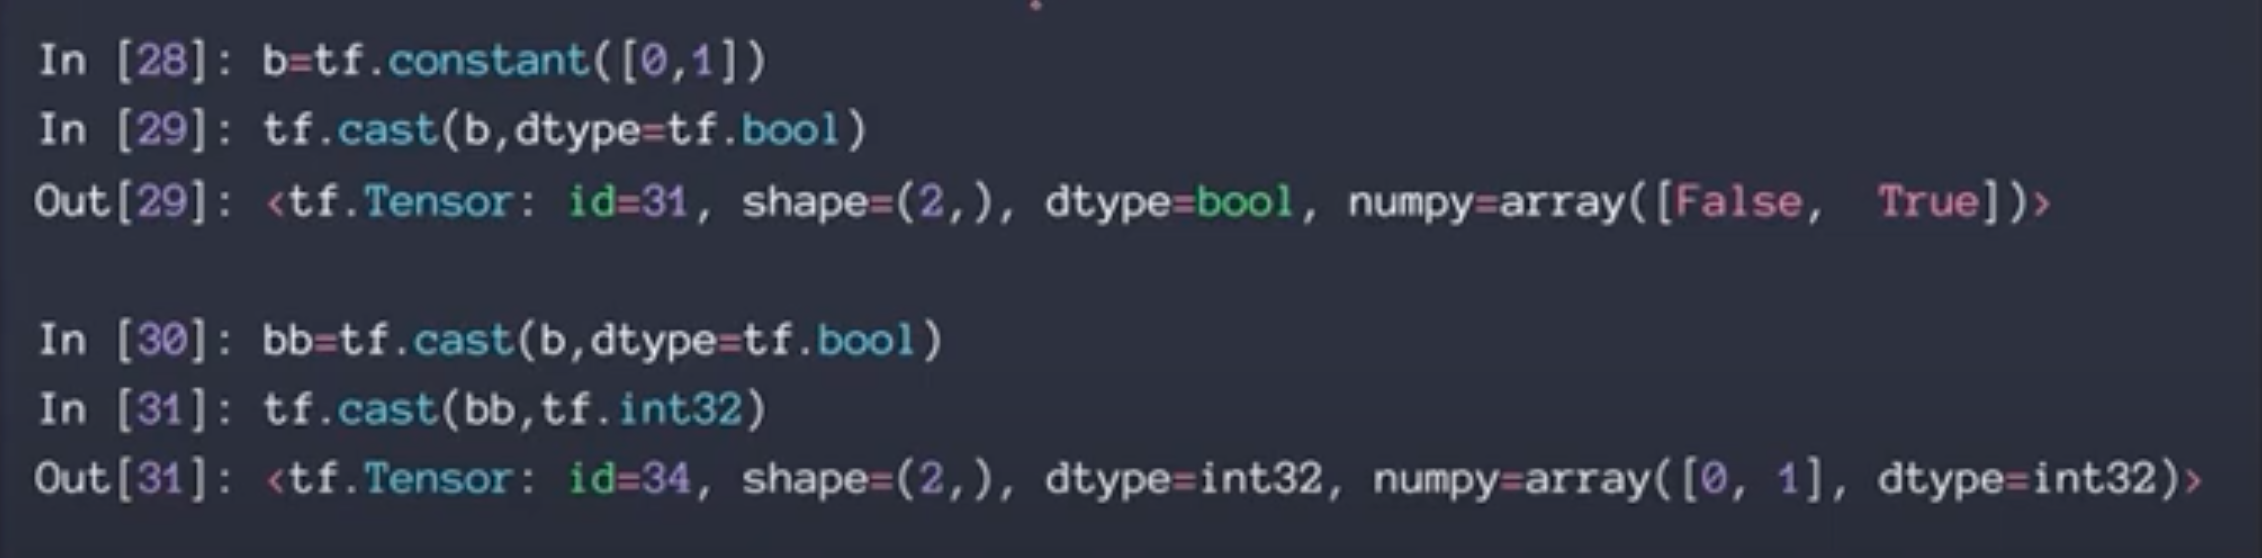 In [28]: b=tf.constant([0,1])
In [29]: tf.cast(b,dtype=tf.bool)
Out[29]: <tf.Tensor: id=31, shape=(2,), dtype=bool, numpy=array([False,  True])>
In [30]: bb=tf.cast(b,dtype=tf.bool)
In [31]: tf.cast(bb,tf.int32)
Out[31]: <tf.Tensor: id=34, shape=(2,), dtype=int32, numpy=array([0, 1], dtype=int32)>